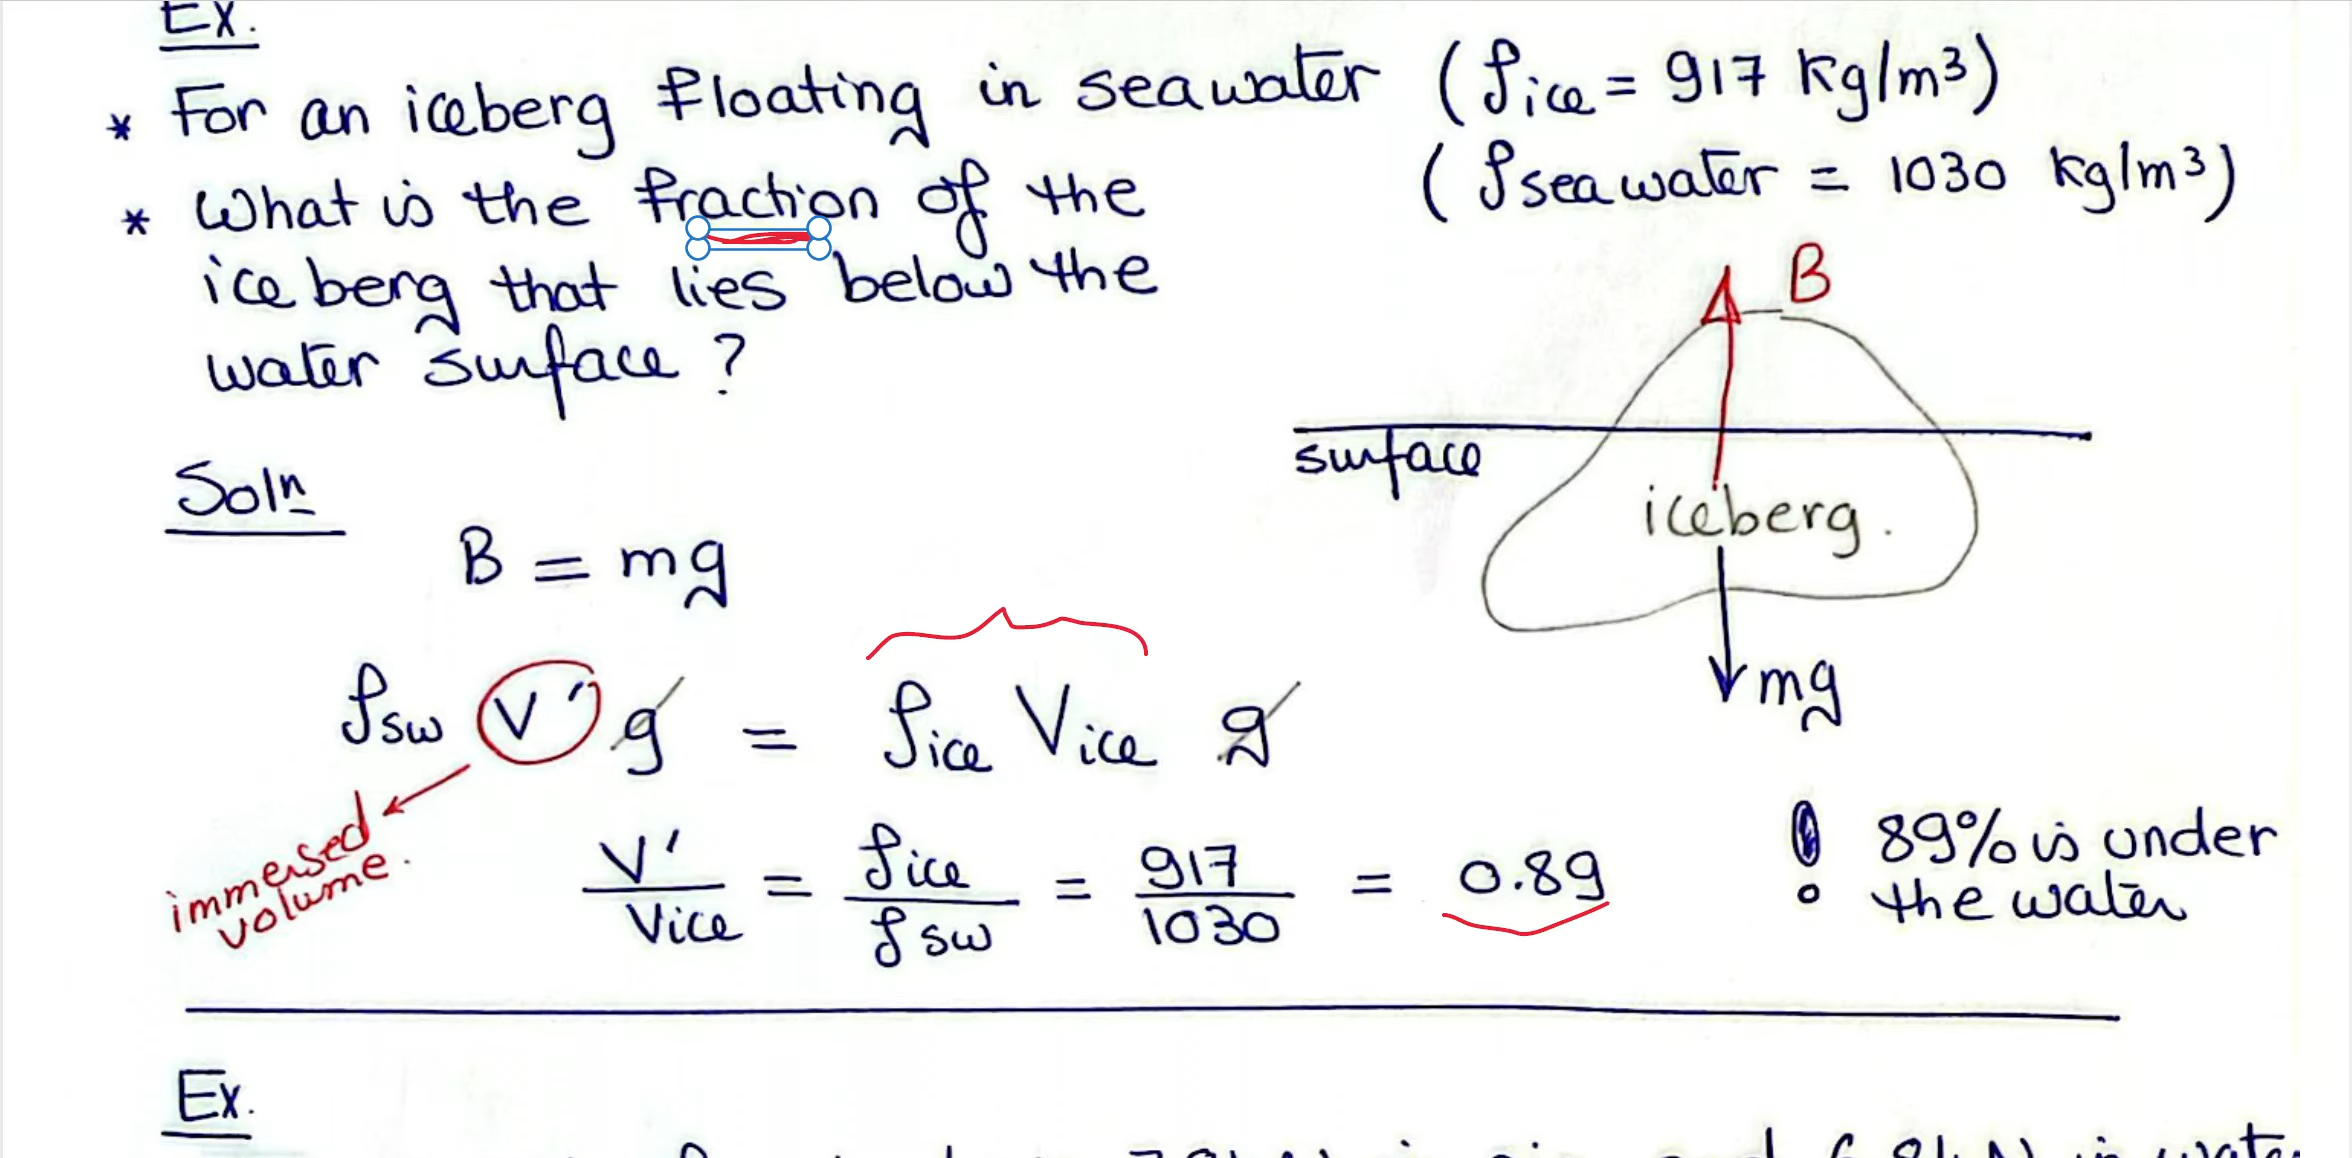 Ex.
* For an iceberg floating in seawater (ρice = 917 kg/m³)
(ρseawater = 1030 kg/m³)
* What is the fraction of the
iceberg that lies below the
water surface?
B
surface
iceberg.
mg
Soln
B = mg
ρsw V' g = ρice Vice g
immersed
volume.
V'/Vice = ρice/ρsw = 917/1030 = 0.89
! 89% is under
the water
Ex.